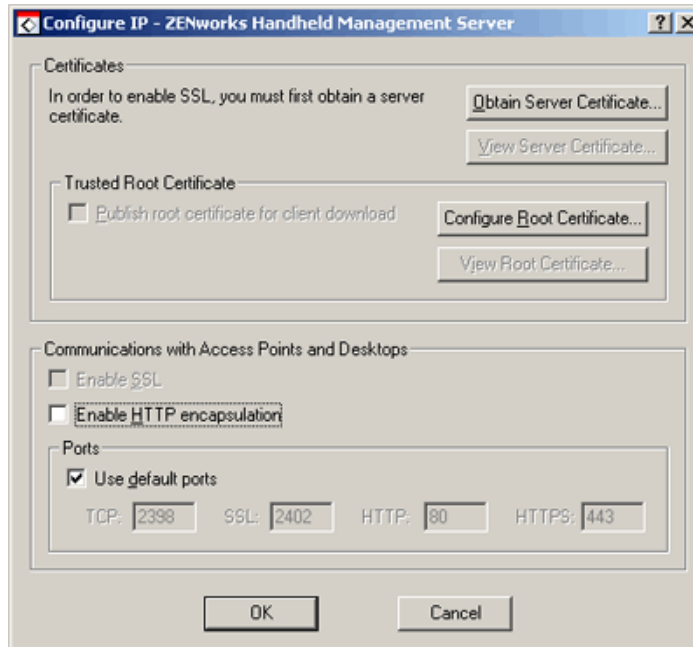 Configure IP - ZENworks Handheld Management Server
Certificates
In order to enable SSL, you must first obtain a server
certificate.
Obtain Server Certificate...
View Server Certificate...
Trusted Root Certificate
Publish root certificate for client download
Configure Root Certificate...
View Root Certificate...
Communications with Access Points and Desktops
Enable SSL
Enable HTTP encapsulation
Ports
Use default ports
TCP: 2398 SSL: 2402 HTTP: 80 HTTPS: 443
OK Cancel